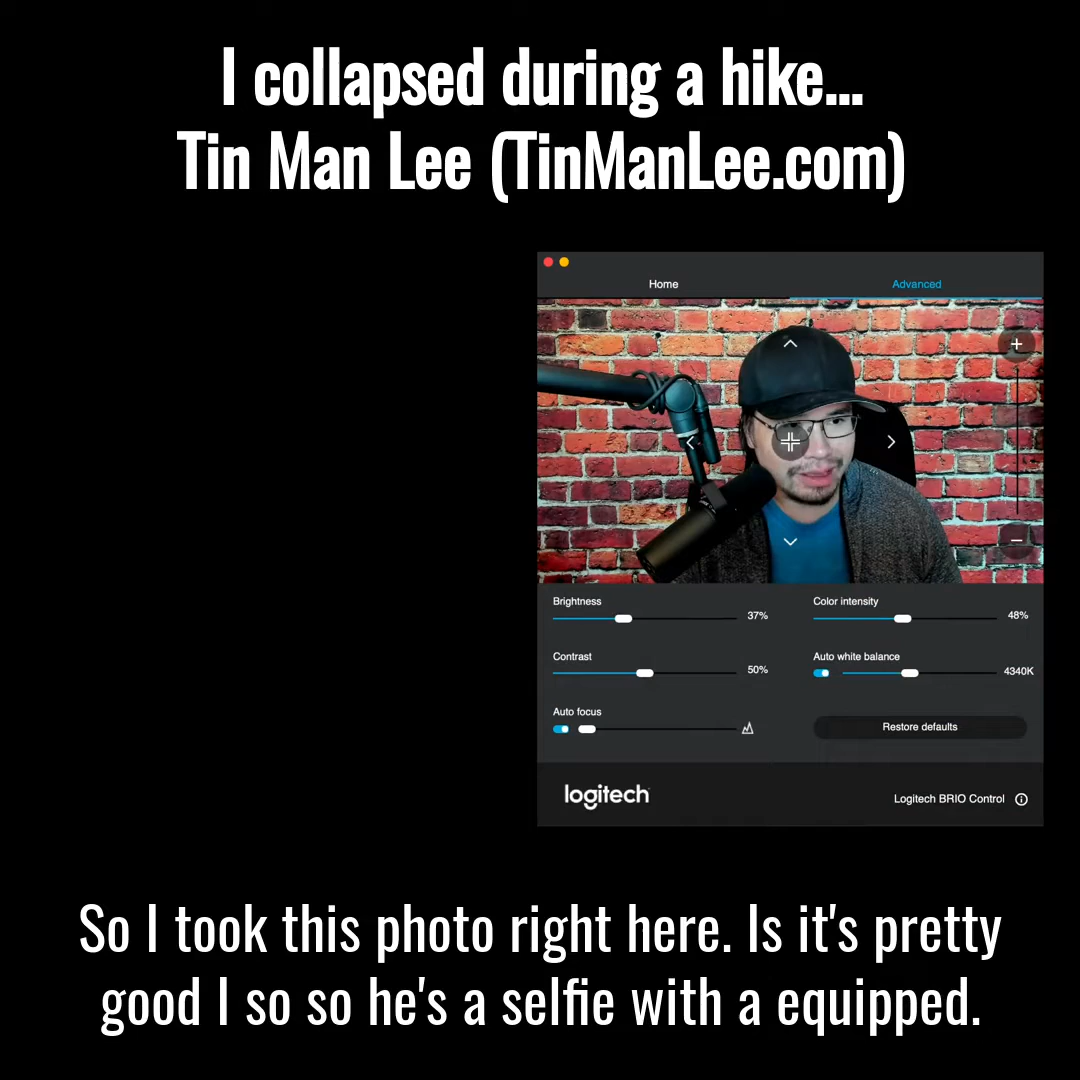 I collapsed during a hike...
Tin Man Lee (TinManLee.com)
Home
Advanced
Brightness
37%
Color intensity
48%
Contrast
50%
Auto white balance
4340K
Auto focus
Restore defaults
logitech
Logitech BRIO Control
So I took this photo right here. Is it's pretty
good I so so he's a selfie with a equipped.